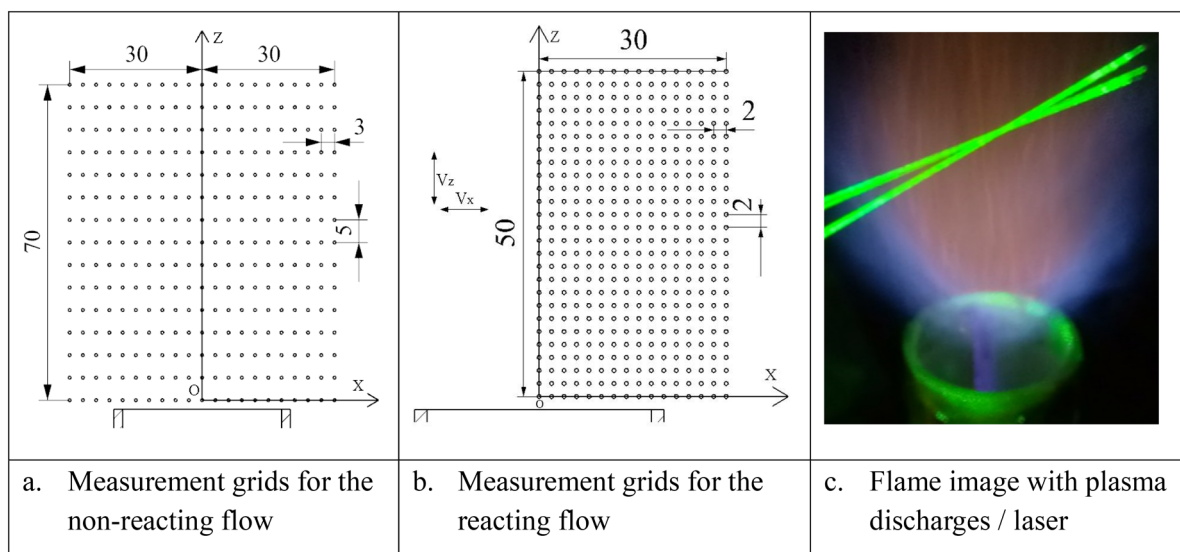 Z
30
30
3
70
5
O
X
Z
30
2
Vz
Vx
50
2
X
o
a. Measurement grids for the
non-reacting flow
b. Measurement grids for the
reacting flow
c. Flame image with plasma
discharges / laser